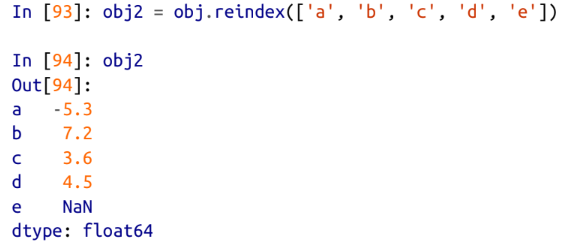 In [93]: obj2 = obj.reindex(['a', 'b', 'c', 'd', 'e'])
In [94]: obj2
Out[94]:
a   -5.3
b    7.2
c    3.6
d    4.5
e    NaN
dtype: float64